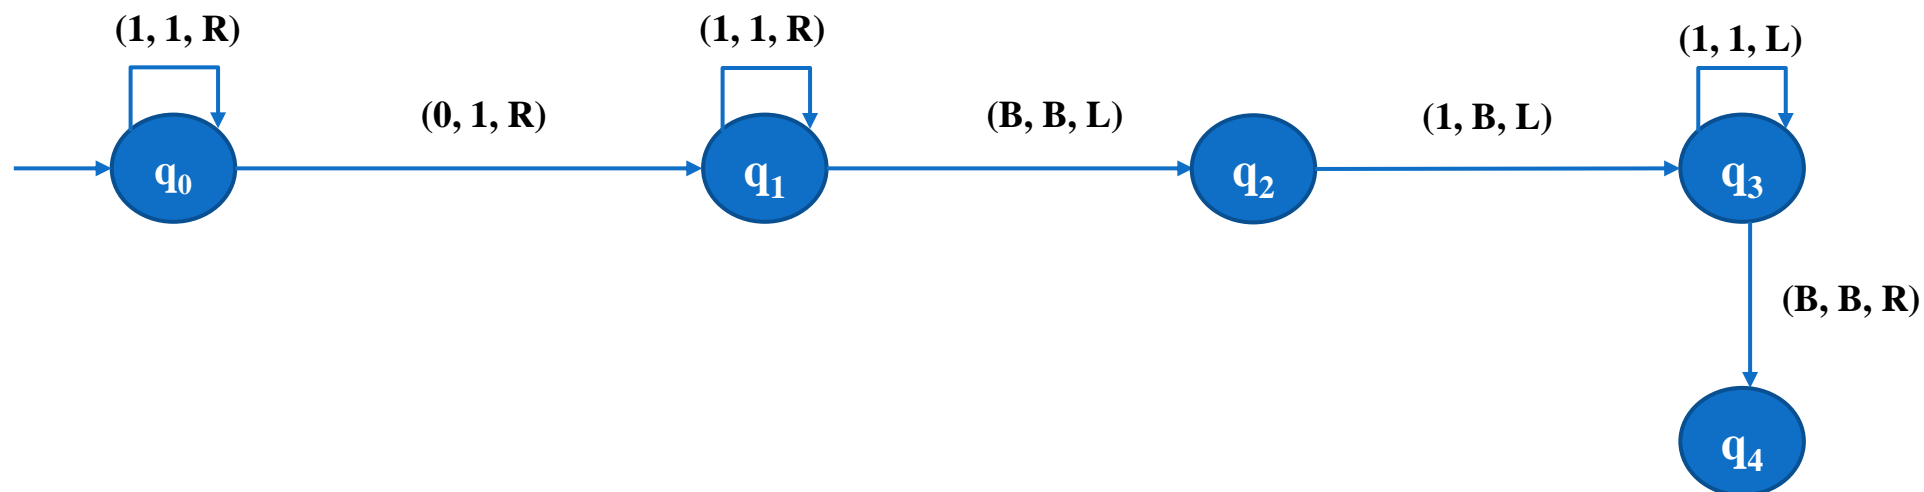 (1, 1, R)
(1, 1, R)
(1, 1, L)
(0, 1, R)
(B, B, L)
(1, B, L)
q₀
q₁
q₂
q₃
(B, B, R)
q₄